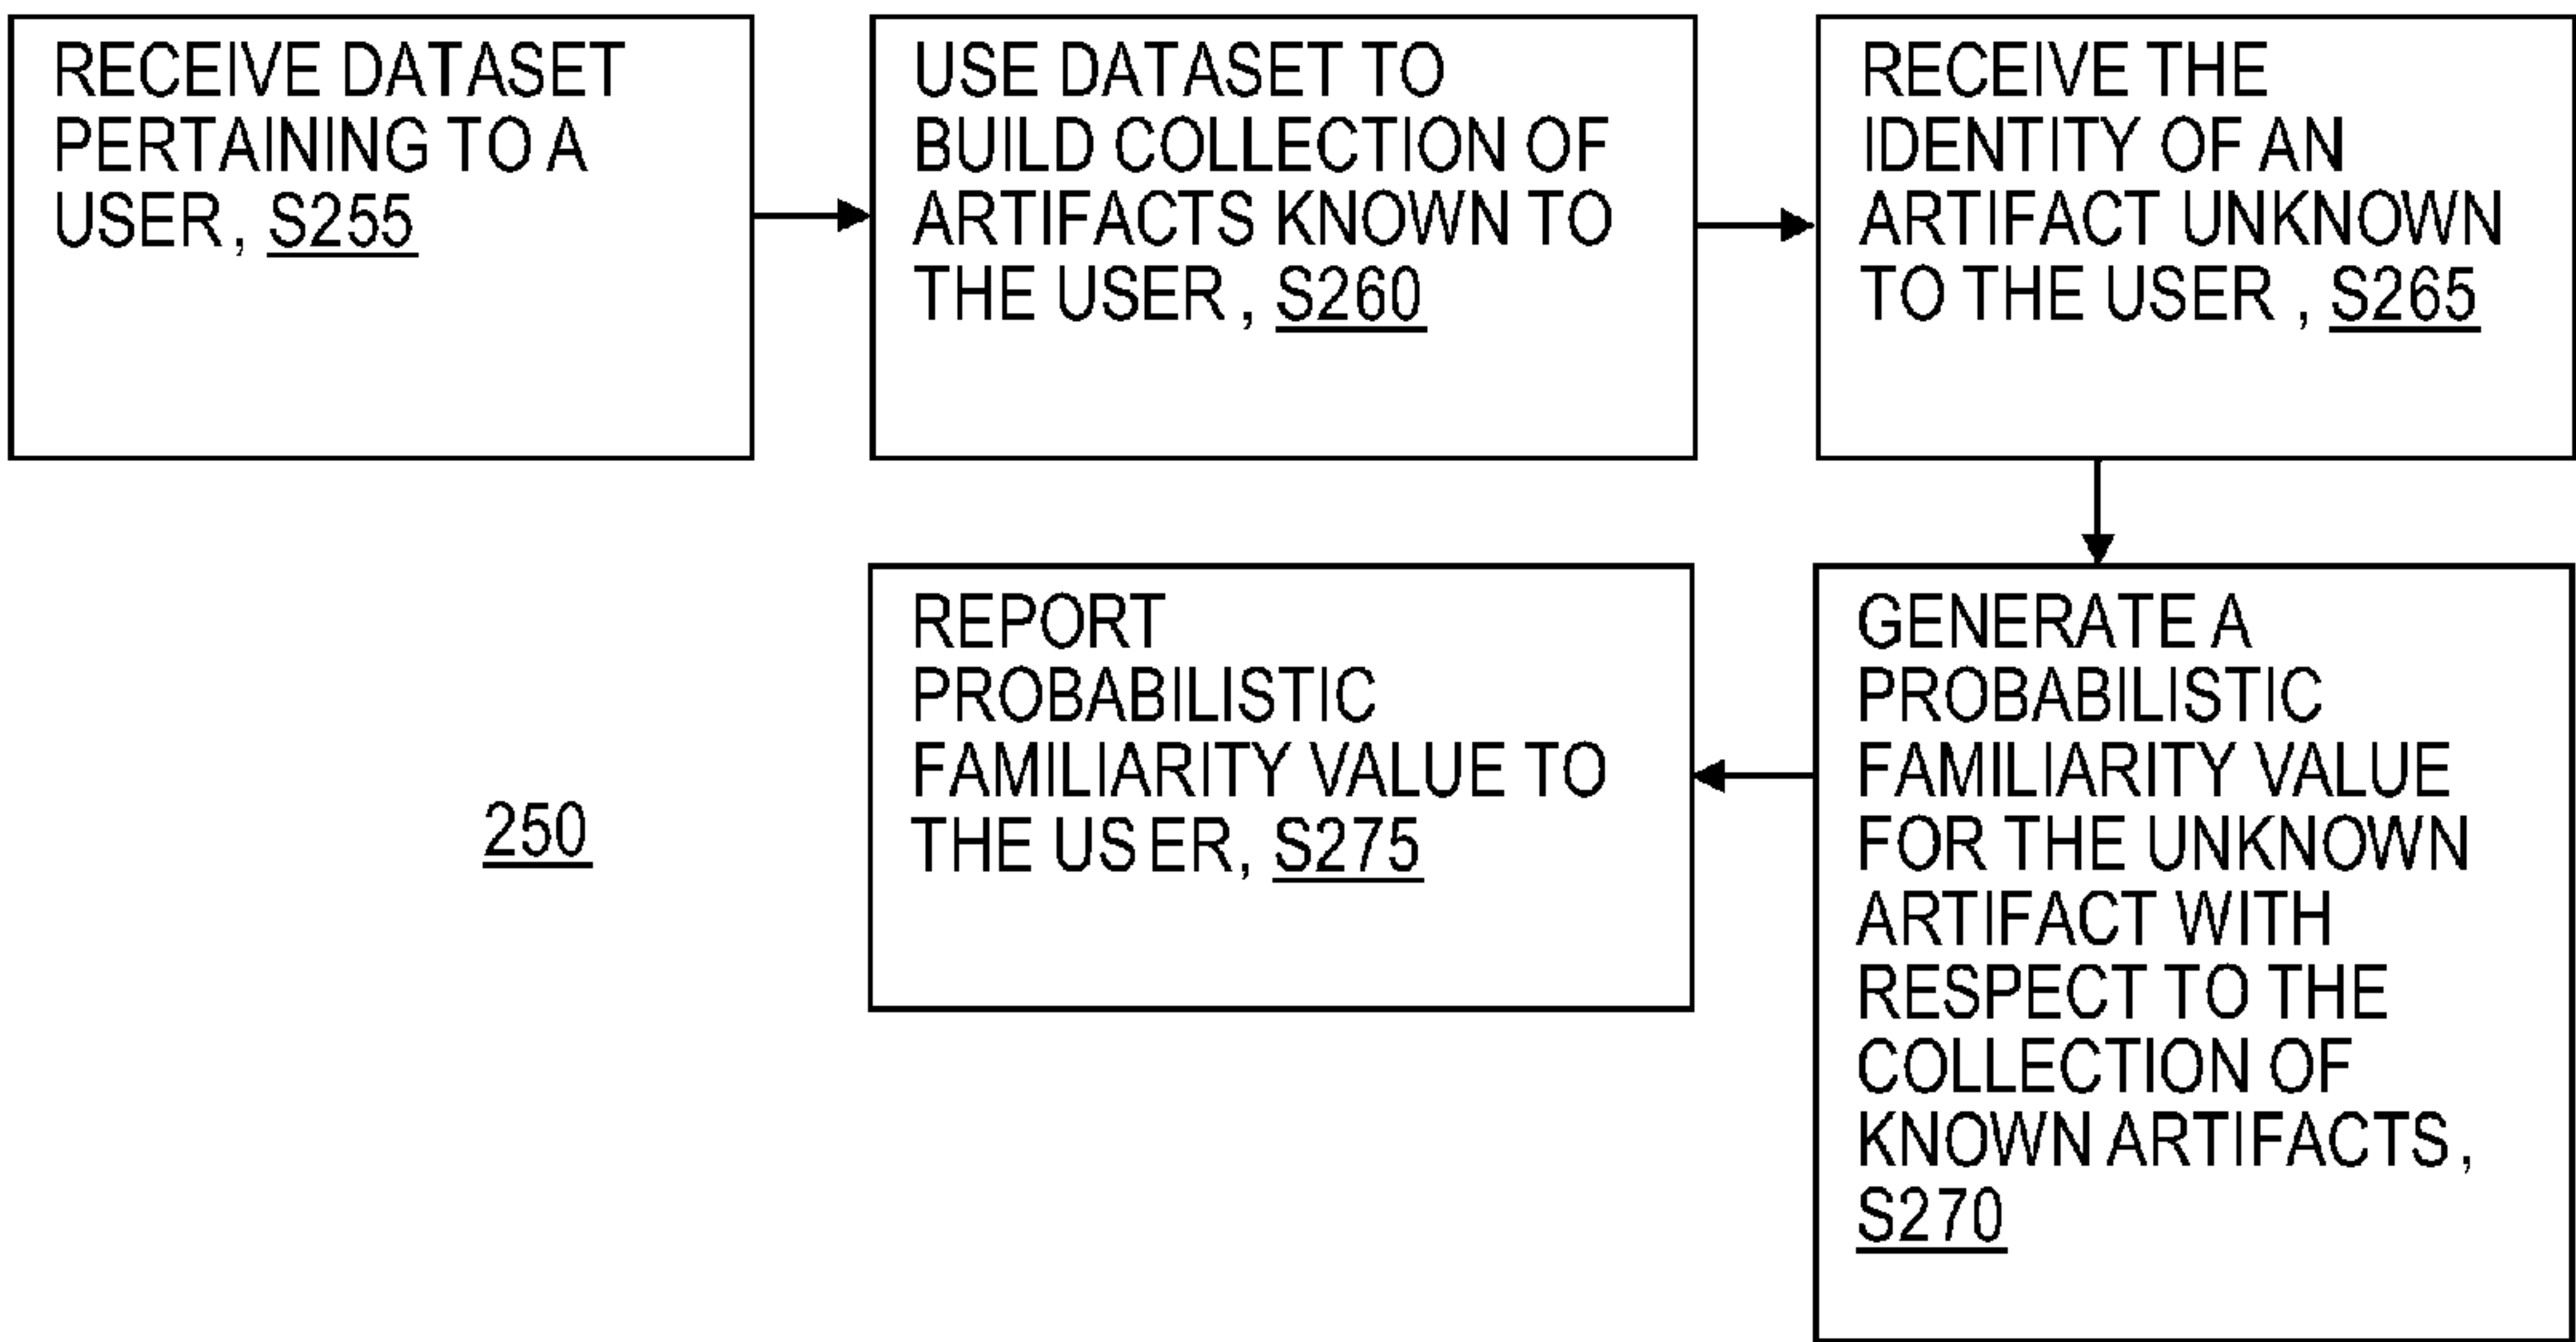 RECEIVE DATASET
PERTAINING TO A
USER, S255
USE DATASET TO
BUILD COLLECTION OF
ARTIFACTS KNOWN TO
THE USER, S260
RECEIVE THE
IDENTITY OF AN
ARTIFACT UNKNOWN
TO THE USER, S265
GENERATE A
PROBABILISTIC
FAMILIARITY VALUE
FOR THE UNKNOWN
ARTIFACT WITH
RESPECT TO THE
COLLECTION OF
KNOWN ARTIFACTS,
S270
REPORT
PROBABILISTIC
FAMILIARITY VALUE TO
THE USER, S275
250